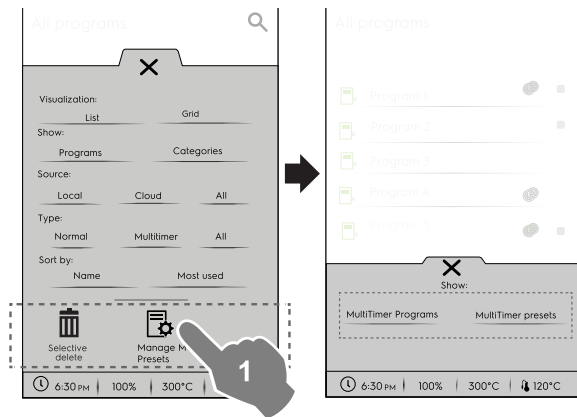 All programs
Visualization:
List
Grid
Show:
Programs
Categories
Source:
Local
Cloud
All
Type:
Normal
Multitimer
All
Sort by:
Name
Most used
Selective
delete
Manage M
Presets
1
6:30 PM
100%
300°C
All programs
Program 1
Program 2
Program 3
Program 4
Program 5
Show:
MultiTimer Programs
MultiTimer presets
6:30 PM
100%
300°C
120°C